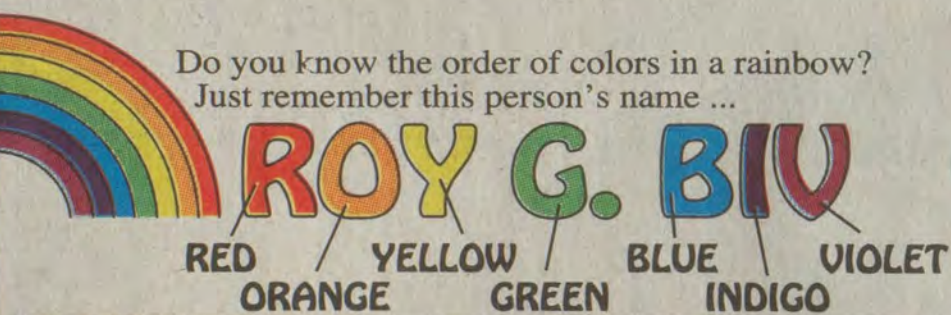 Do you know the order of colors in a rainbow?
Just remember this person's name ...
ROY G. BIV
RED YELLOW BLUE VIOLET
ORANGE GREEN INDIGO